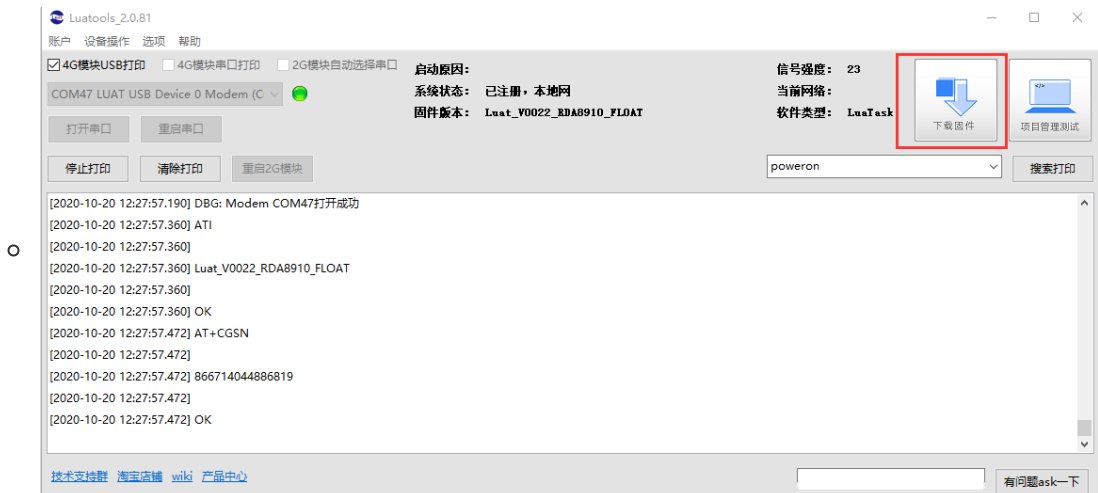 Luatools_2.0.81
账户 设备操作 选项 帮助
4G模块USB打印 4G模块串口打印 2G模块自动选择串口
COM47 LUAT USB Device 0 Modem (C
打开串口 重启串口
启动原因:
系统状态: 已注册，本地网
固件版本: Luat_V0022_RDA8910_FLOAT
信号强度: 23
当前网络:
软件类型: LuaTask
下载固件
项目管理测试
停止打印 清除打印 重启2G模块 poweron 搜索打印
[2020-10-20 12:27:57.190] DBG: Modem COM47打开成功
[2020-10-20 12:27:57.360] ATI
[2020-10-20 12:27:57.360]
[2020-10-20 12:27:57.360] Luat_V0022_RDA8910_FLOAT
[2020-10-20 12:27:57.360]
[2020-10-20 12:27:57.360] OK
[2020-10-20 12:27:57.472] AT+CGSN
[2020-10-20 12:27:57.472]
[2020-10-20 12:27:57.472] 866714044886819
[2020-10-20 12:27:57.472]
[2020-10-20 12:27:57.472] OK
技术支持群 淘宝店铺 wiki 产品中心 有问题ask一下